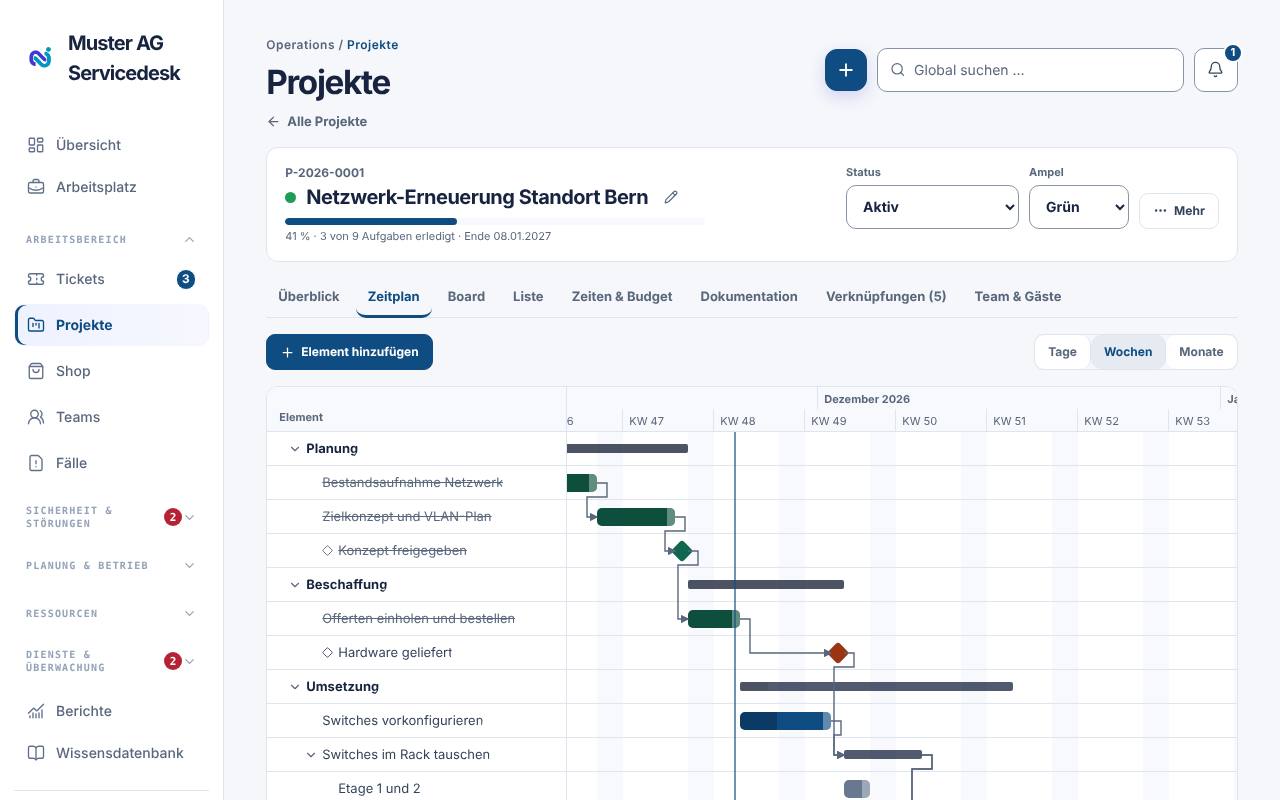 Muster AG
Servicedesk
Übersicht
Arbeitsplatz
ARBEITSBEREICH
Tickets 3
Projekte
Shop
Teams
Fälle
SICHERHEIT &
STÖRUNGEN 2
PLANUNG & BETRIEB
RESSOURCEN
DIENSTE &
ÜBERWACHUNG 2
Berichte
Wissensdatenbank
Operations / Projekte
Projekte
Global suchen ...
1
Alle Projekte
P-2026-0001
Netzwerk-Erneuerung Standort Bern
41 % · 3 von 9 Aufgaben erledigt · Ende 08.01.2027
Status
Aktiv
Ampel
Grün
Mehr
Überblick Zeitplan Board Liste Zeiten & Budget Dokumentation Verknüpfungen (5) Team & Gäste
Element hinzufügen
Tage Wochen Monate
Dezember 2026
Element 6 KW 47 KW 48 KW 49 KW 50 KW 51 KW 52 KW 53
Planung
Bestandsaufnahme Netzwerk
Zielkonzept und VLAN-Plan
Konzept freigegeben
Beschaffung
Offerten einholen und bestellen
Hardware geliefert
Umsetzung
Switches vorkonfigurieren
Switches im Rack tauschen
Etage 1 und 2